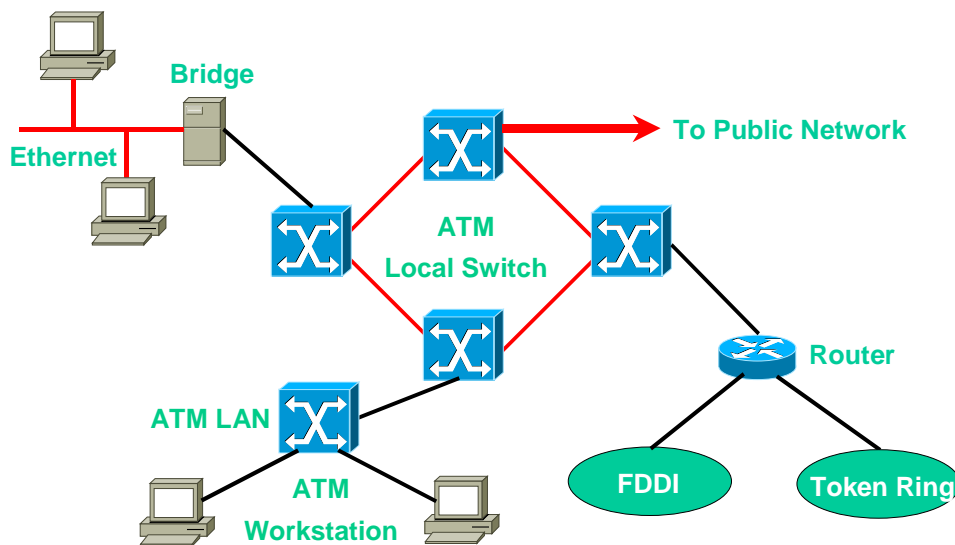 Bridge
To Public Network
Ethernet
ATM
Local Switch
Router
ATM LAN
ATM
Workstation
FDDI
Token Ring